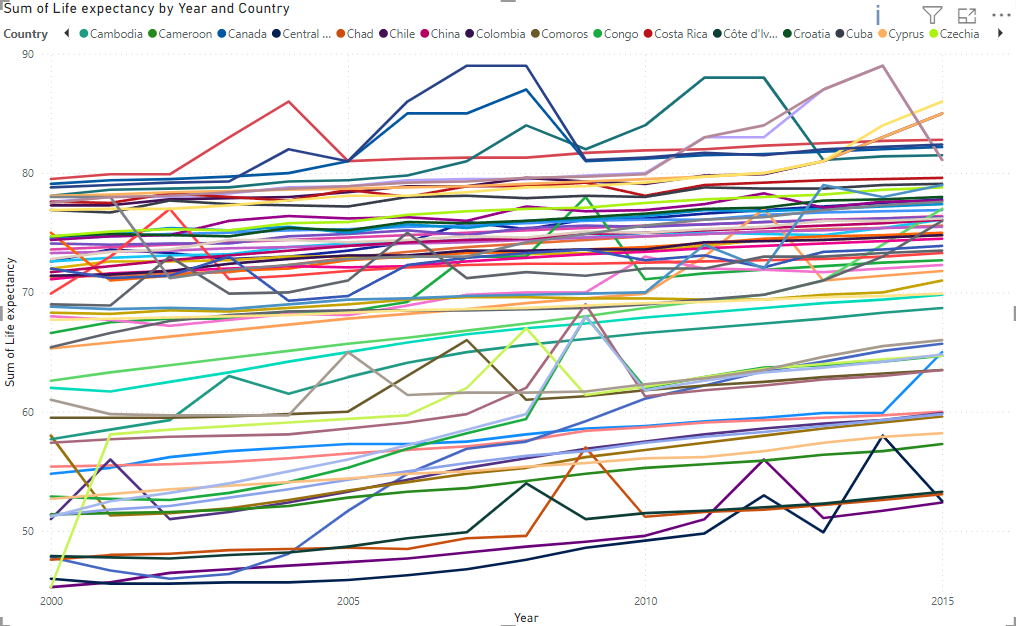 Sum of Life expectancy by Year and Country
Country Cambodia Cameroon Canada Central ... Chad Chile China Colombia Comoros Congo Costa Rica Côte d'Iv... Croatia Cuba Cyprus Czechia
90
80
70
60
50
Sum of Life expectancy
2000 2005 2010 2015
Year